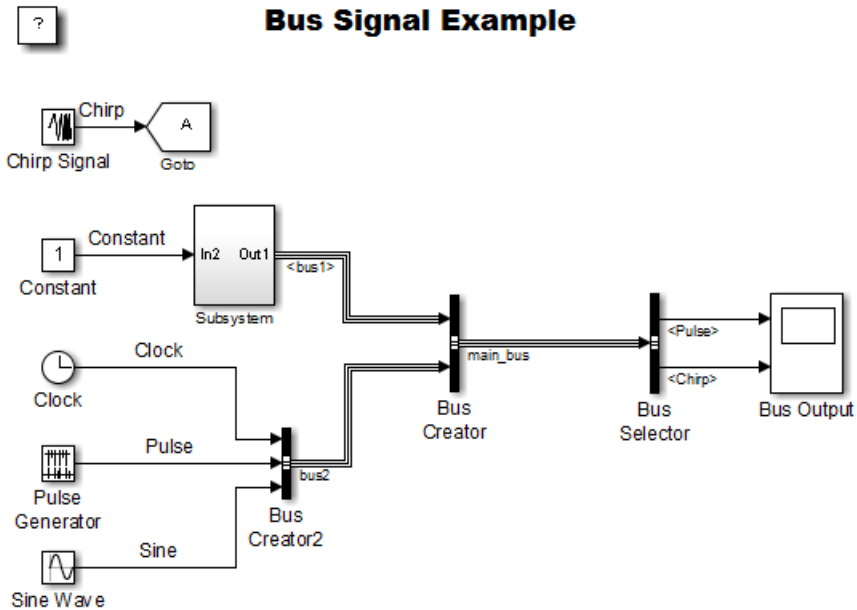 ?
Bus Signal Example
Chirp
A
Chirp Signal
Goto
Constant
1
In2
Out1
<bus1>
Constant
Subsystem
<Pulse>
Clock
main_bus
<Chirp>
Clock
Bus
Creator
Bus
Selector
Bus Output
Pulse
bus2
Pulse
Generator
Bus
Creator2
Sine
Sine Wave